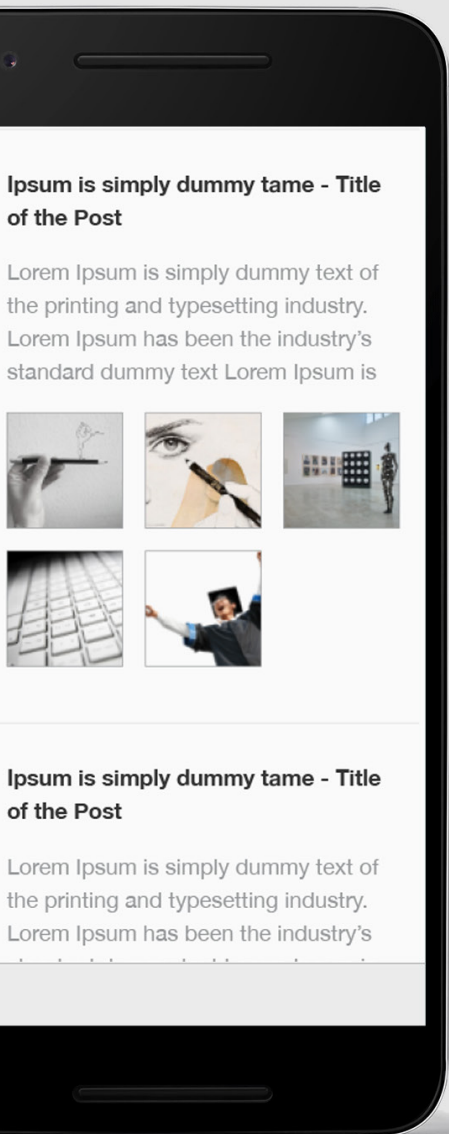 Ipsum is simply dummy tame - Title
of the Post
Lorem Ipsum is simply dummy text of
the printing and typesetting industry.
Lorem Ipsum has been the industry's
standard dummy text Lorem Ipsum is
Ipsum is simply dummy tame - Title
of the Post
Lorem Ipsum is simply dummy text of
the printing and typesetting industry.
Lorem Ipsum has been the industry's